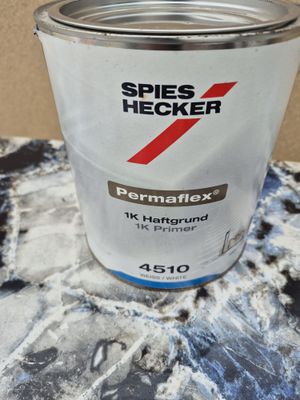 SPIES
HECKER
Permaflex®
1K Haftgrund
1K Primer
4510
WEISS / WHITE